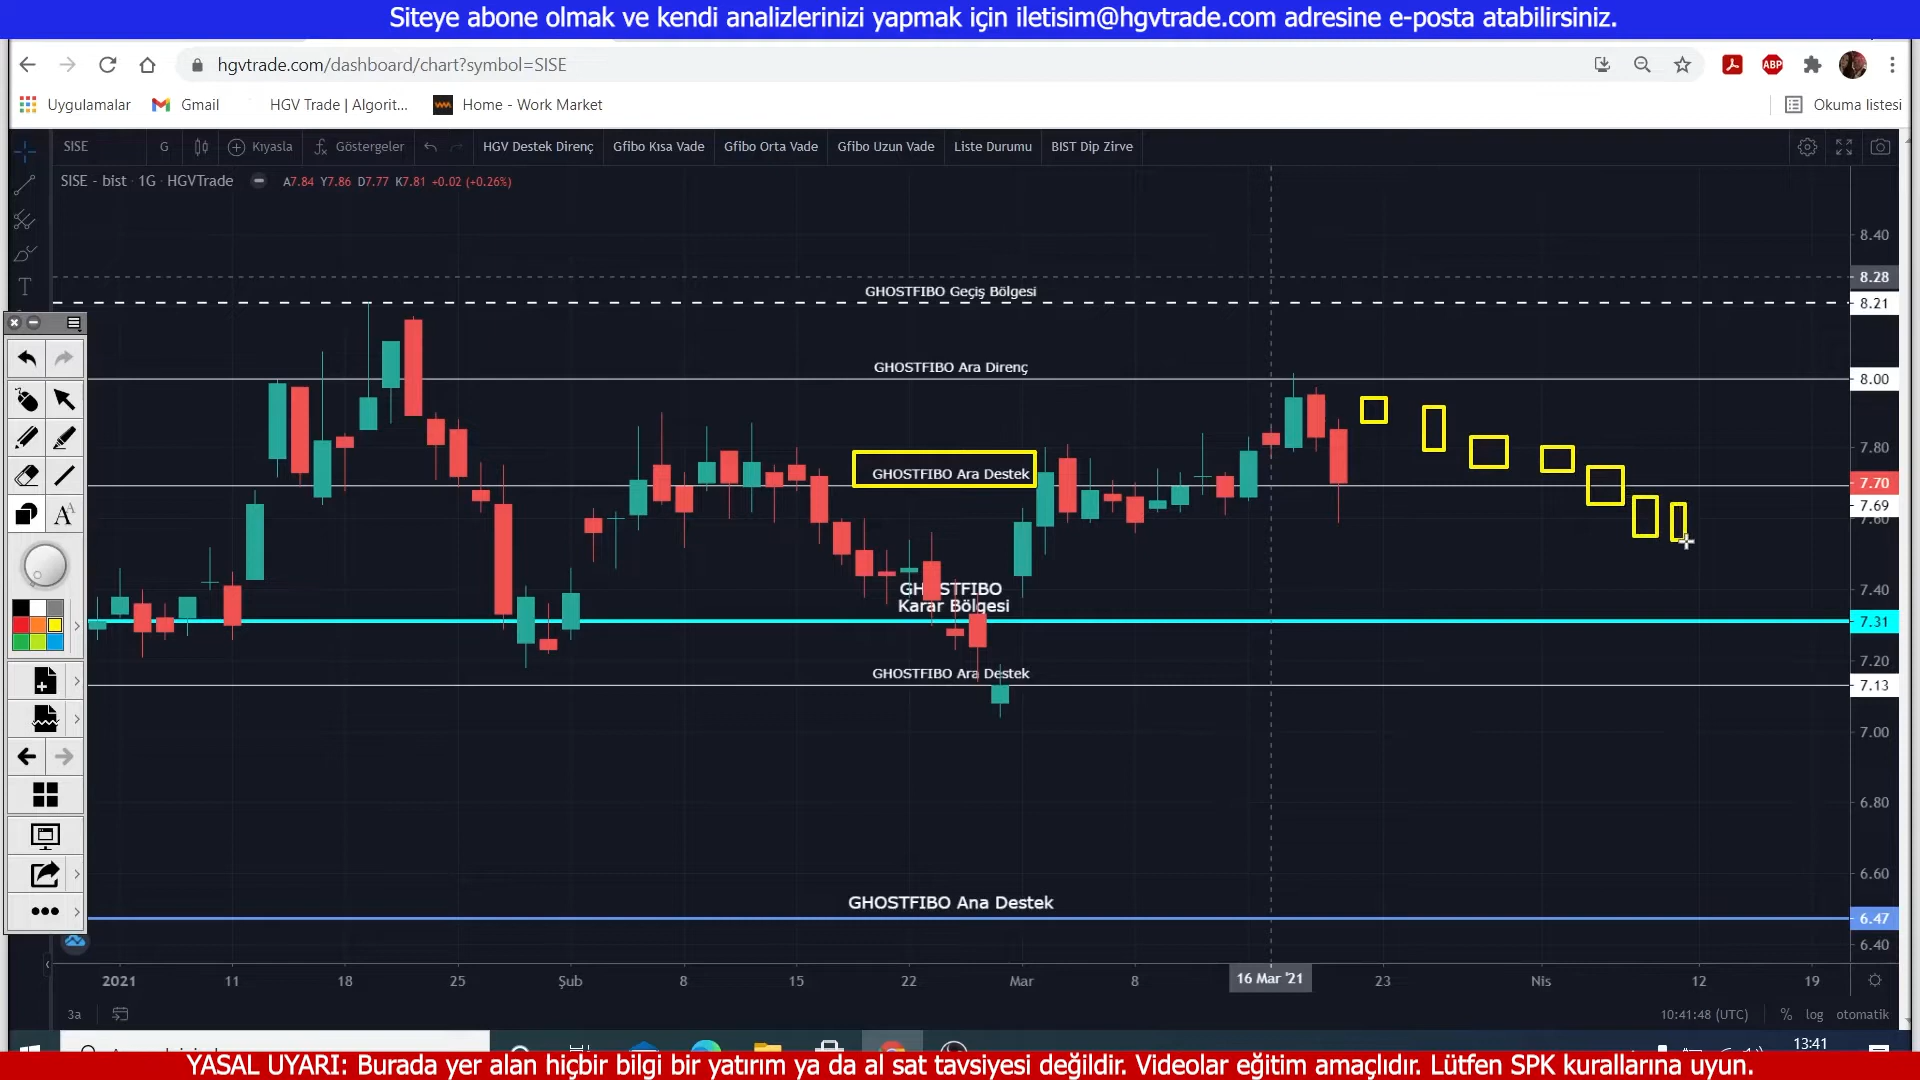 Siteye abone olmak ve kendi analizlerinizi yapmak için iletisim@hgvtrade.com adresine e-posta atabilirsiniz.
hgvtrade.com/dashboard/chart?symbol=SISE
ABP
Uygulamalar
Gmail
HGV Trade | Algorit...
Home - Work Market
Okuma listesi
SISE
G
Kıyasla
Göstergeler
HGV Destek Direnç
Gfibo Kısa Vade
Gfibo Orta Vade
Gfibo Uzun Vade
Liste Durumu
BIST Dip Zirve
SISE - bist · 1G · HGVTrade
A7.84 Y7.86 D7.77 K7.81 +0.02 (+0.26%)
8.40
8.28
GHOSTFIBO Geçiş Bölgesi
8.21
GHOSTFIBO Ara Direnç
8.00
7.80
GHOSTFIBO Ara Destek
7.70
7.69
7.60
7.40
GHOSTFIBO
Karar Bölgesi
7.31
7.20
GHOSTFIBO Ara Destek
7.13
7.00
6.80
6.60
GHOSTFIBO Ana Destek
6.47
6.40
2021
11
18
25
Şub
8
15
22
Mar
8
16 Mar '21
23
Nis
12
19
3a
10:41:48 (UTC)
%
log
otomatik
13:41
YASAL UYARI: Burada yer alan hiçbir bilgi bir yatırım ya da al sat tavsiyesi değildir. Videolar eğitim amaçlıdır. Lütfen SPK kurallarına uyun.